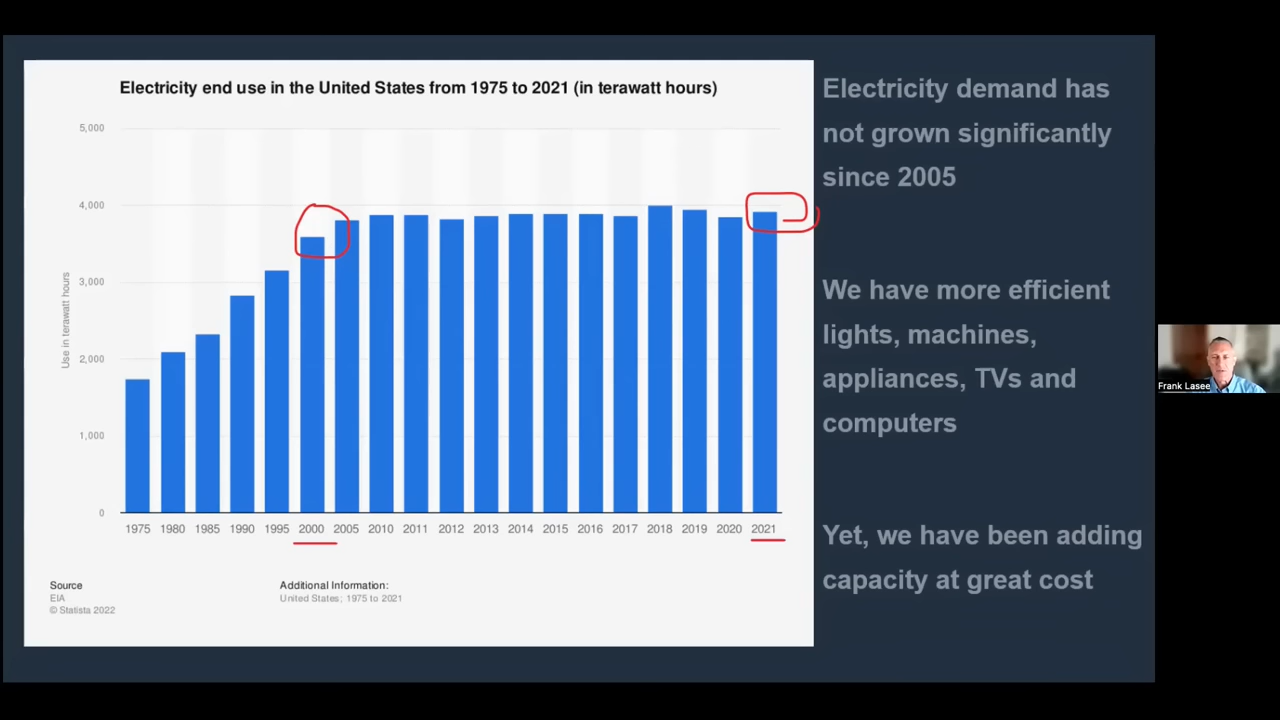 Electricity end use in the United States from 1975 to 2021 (in terawatt hours)
5,000
4,000
3,000
2,000
1,000
0
Use in terawatt hours
1975 1980 1985 1990 1995 2000 2005 2010 2011 2012 2013 2014 2015 2016 2017 2018 2019 2020 2021
Source
EIA
© Statista 2022
Additional Information:
United States; 1975 to 2021
Electricity demand has
not grown significantly
since 2005
We have more efficient
lights, machines,
appliances, TVs and
computers
Yet, we have been adding
capacity at great cost
Frank Lasee